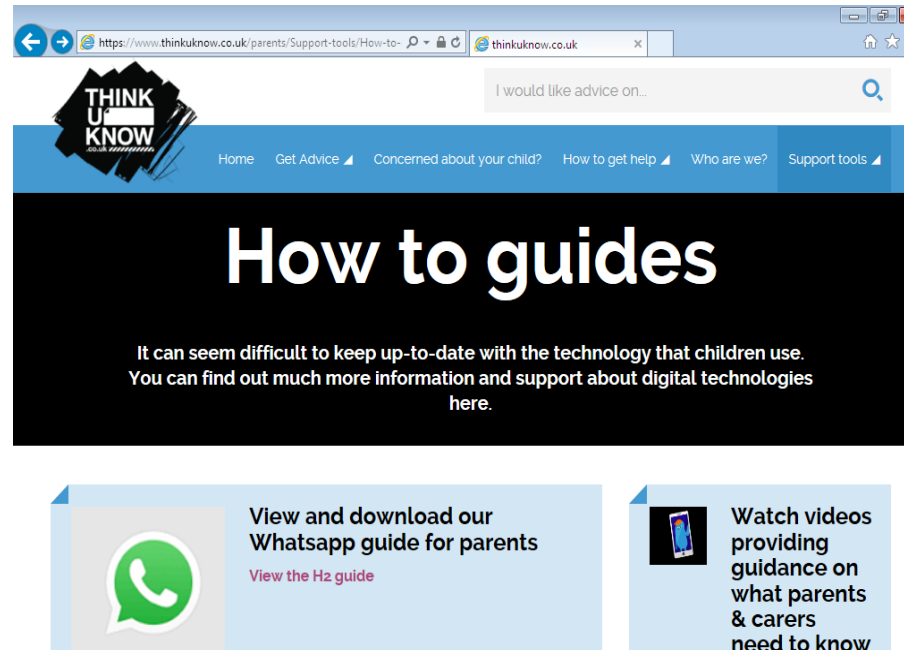 https://www.thinkuknow.co.uk/parents/Support-tools/How-to-
thinkuknow.co.uk
THINK
U
KNOW
.co.uk
I would like advice on...
Home Get Advice Concerned about your child? How to get help Who are we? Support tools
How to guides
It can seem difficult to keep up-to-date with the technology that children use.
You can find out much more information and support about digital technologies
here.
View and download our
Whatsapp guide for parents
View the H2 guide
Watch videos
providing
guidance on
what parents
& carers
need to know